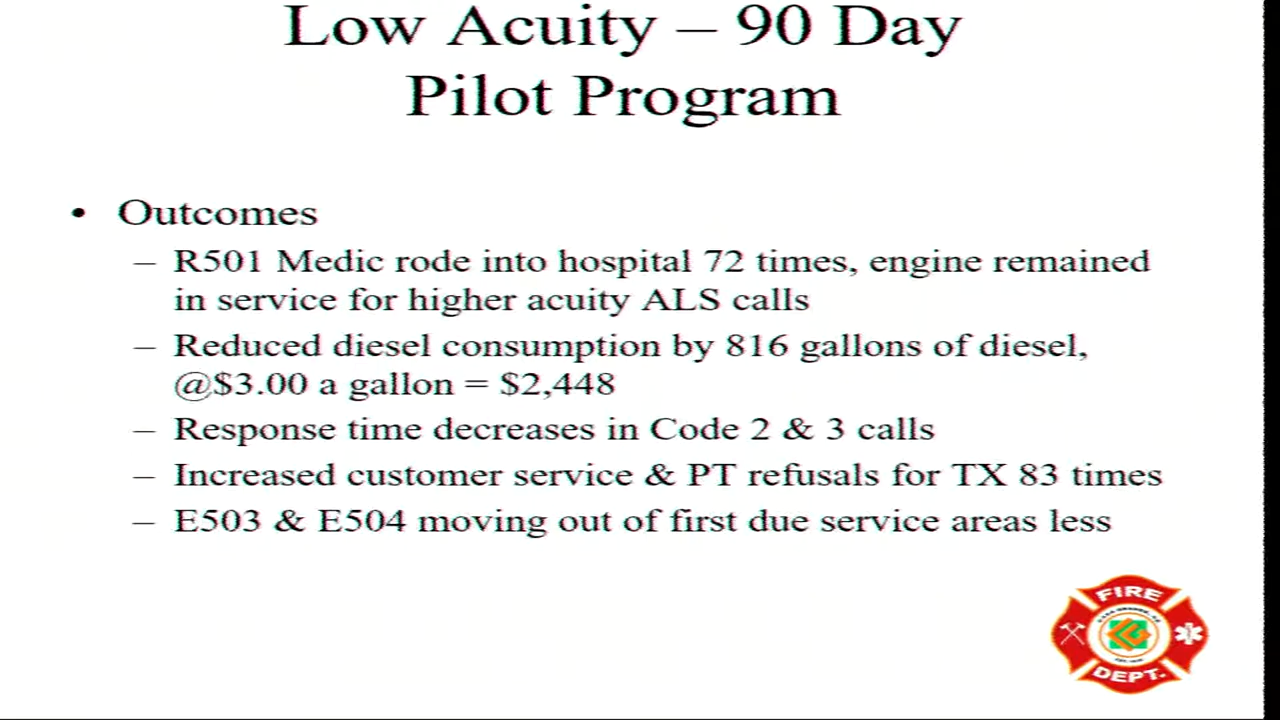 Low Acuity – 90 Day
Pilot Program
• Outcomes
– R501 Medic rode into hospital 72 times, engine remained
in service for higher acuity ALS calls
– Reduced diesel consumption by 816 gallons of diesel,
@$3.00 a gallon = $2,448
– Response time decreases in Code 2 & 3 calls
– Increased customer service & PT refusals for TX 83 times
– E503 & E504 moving out of first due service areas less
FIRE
DEPT.